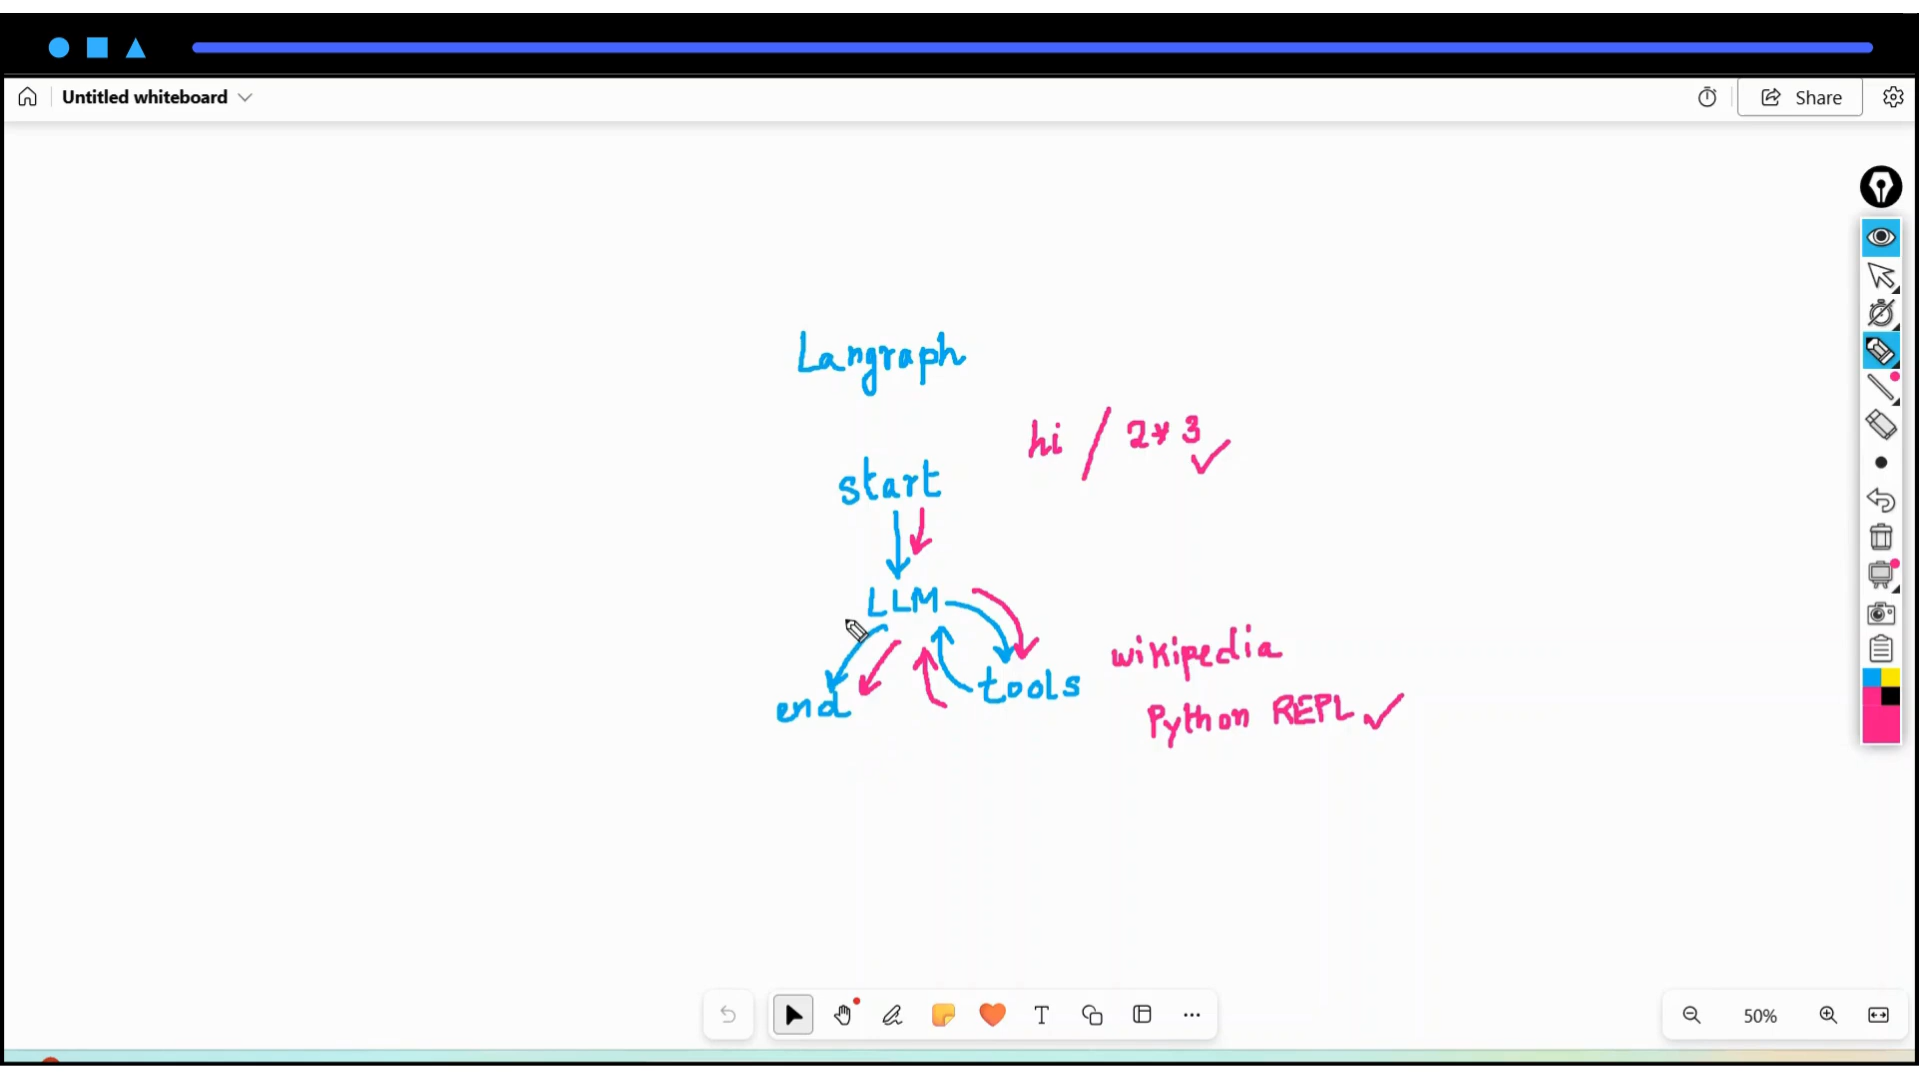 Untitled whiteboard
Share
Langraph
hi / 2* 3
start
LLM
wikipedia
tools
end
Python REPL
T
50%